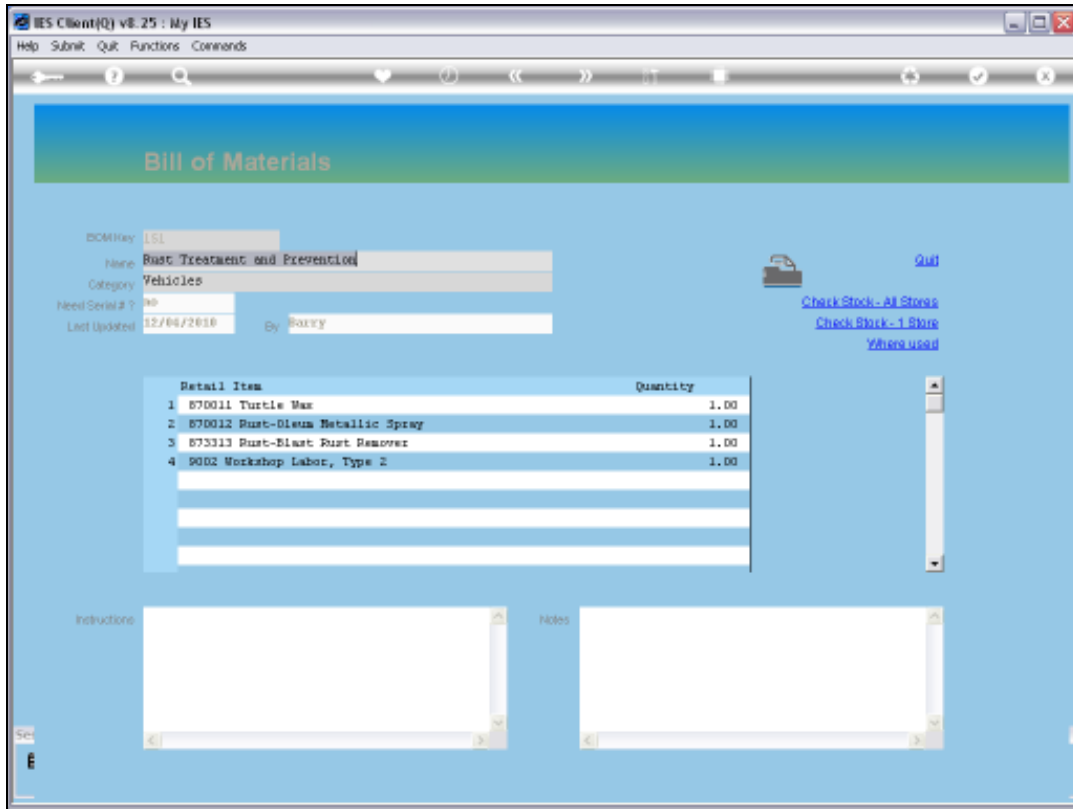 IES Client(Q) v8.25 : My IES
Help Submit Quit Functions Commands
Bill of Materials
BOM Key 151
Name Rust Treatment and Prevention
Category Vehicles
Need Serial # ? no
Last Updated 12/04/2010 By Barry
Quit
Check Stock - All Stores
Check Stock - 1 Store
Where used
Retail Item Quantity
1 870011 Turtle Wax 1.00
2 870012 Rust-Oleum Metallic Spray 1.00
3 873313 Rust-Blast Rust Remover 1.00
4 9002 Workshop Labor, Type 2 1.00
Instructions Notes